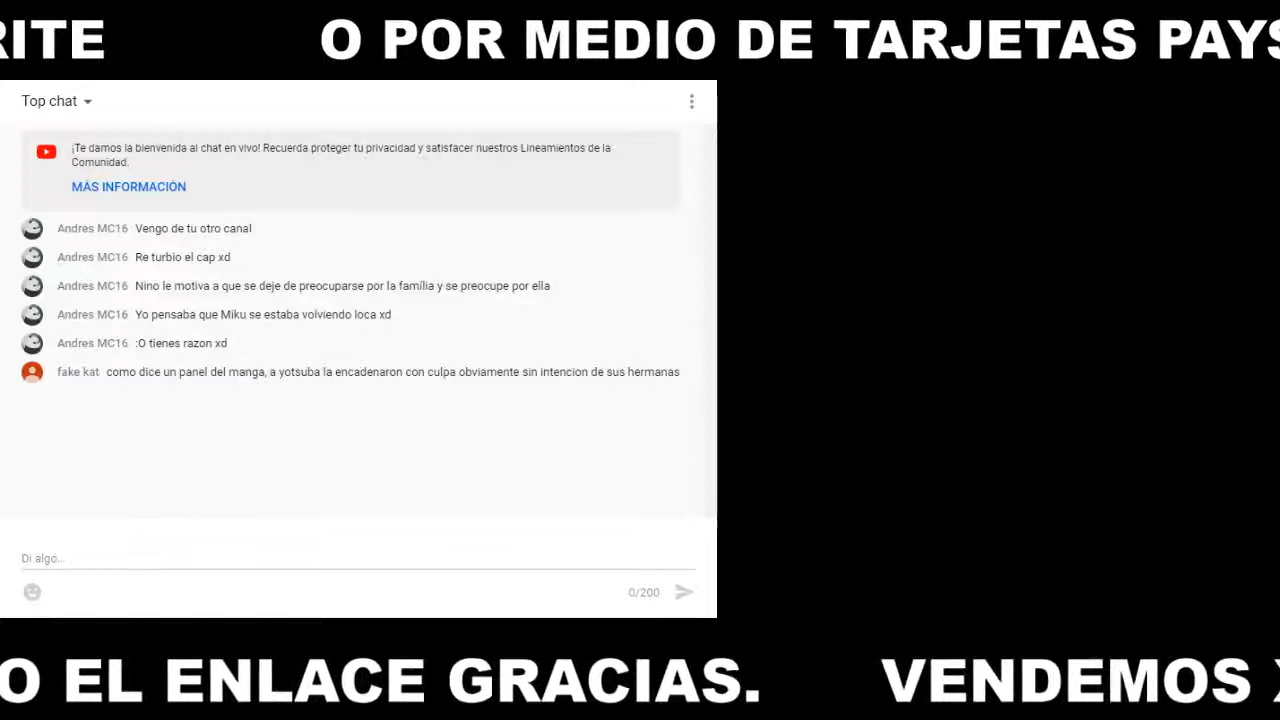 RITE O POR MEDIO DE TARJETAS PAYS
Top chat
¡Te damos la bienvenida al chat en vivo! Recuerda proteger tu privacidad y satisfacer nuestros Lineamientos de la
Comunidad.
MÁS INFORMACIÓN
Andres MC16 Vengo de tu otro canal
Andres MC16 Re turbio el cap xd
Andres MC16 Nino le motiva a que se deje de preocuparse por la família y se preocupe por ella
Andres MC16 Yo pensaba que Miku se estaba volviendo loca xd
Andres MC16 :O tienes razon xd
fake kat como dice un panel del manga, a yotsuba la encadenaron con culpa obviamente sin intencion de sus hermanas
Di algo...
0/200
O EL ENLACE GRACIAS. VENDEMOS